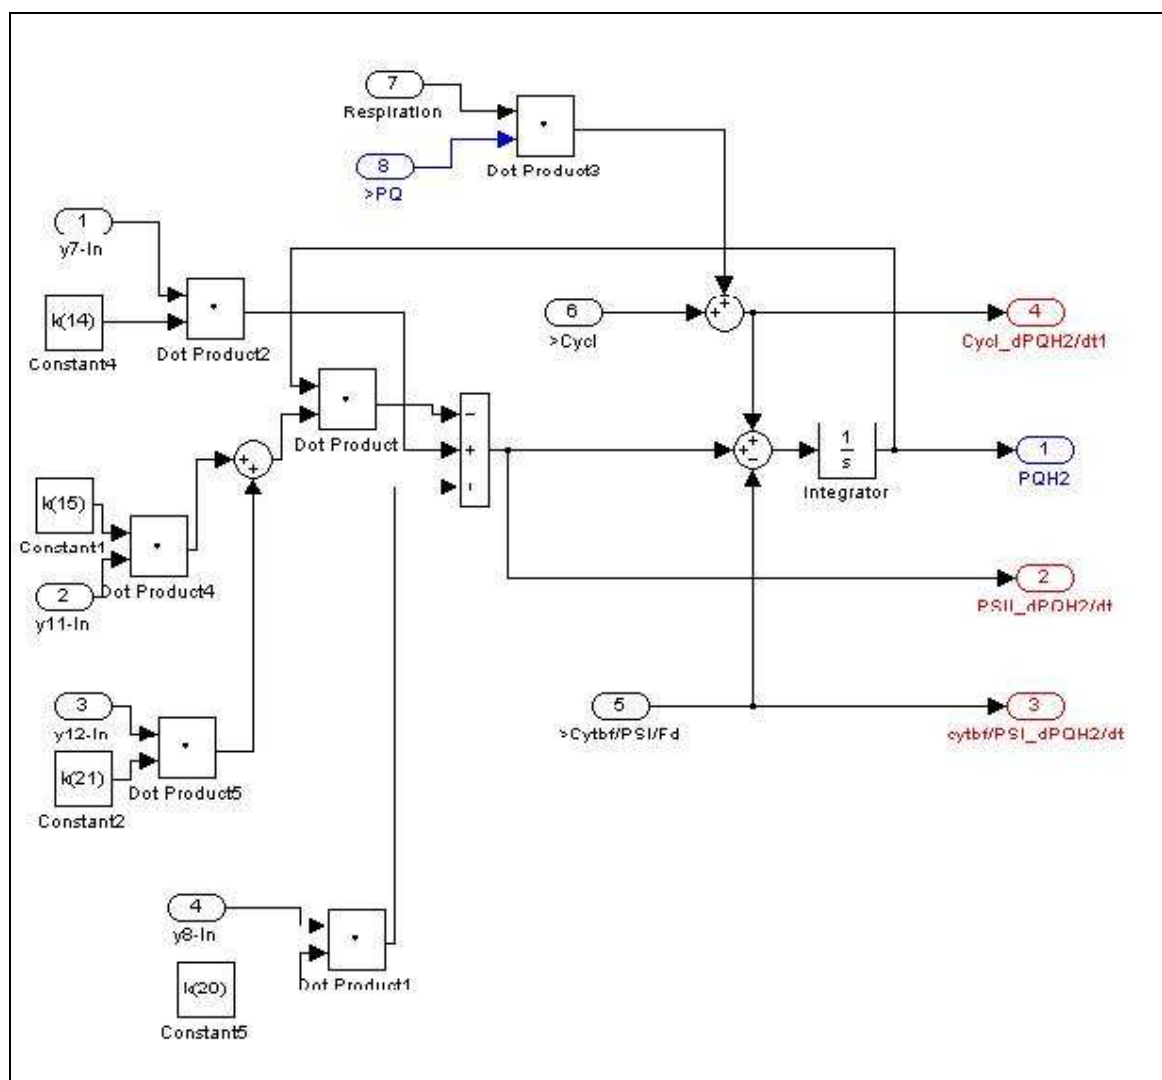 7
Respiration
8
>PQ
Dot Product3
1
y7-In
k(14)
Constant4
Dot Product2
6
>Cycl
4
Cycl_dPQH2/dt1
Dot Product
k(15)
Constant1
Dot Product4
2
y11-In
1
s
Integrator
1
PQH2
2
PSII_dPQH2/dt
3
y12-In
k(21)
Constant2
Dot Product5
5
>Cytbf/PSI/Fd
3
cytbf/PSI_dPQH2/dt
4
y8-In
k(20)
Constant5
Dot Product1